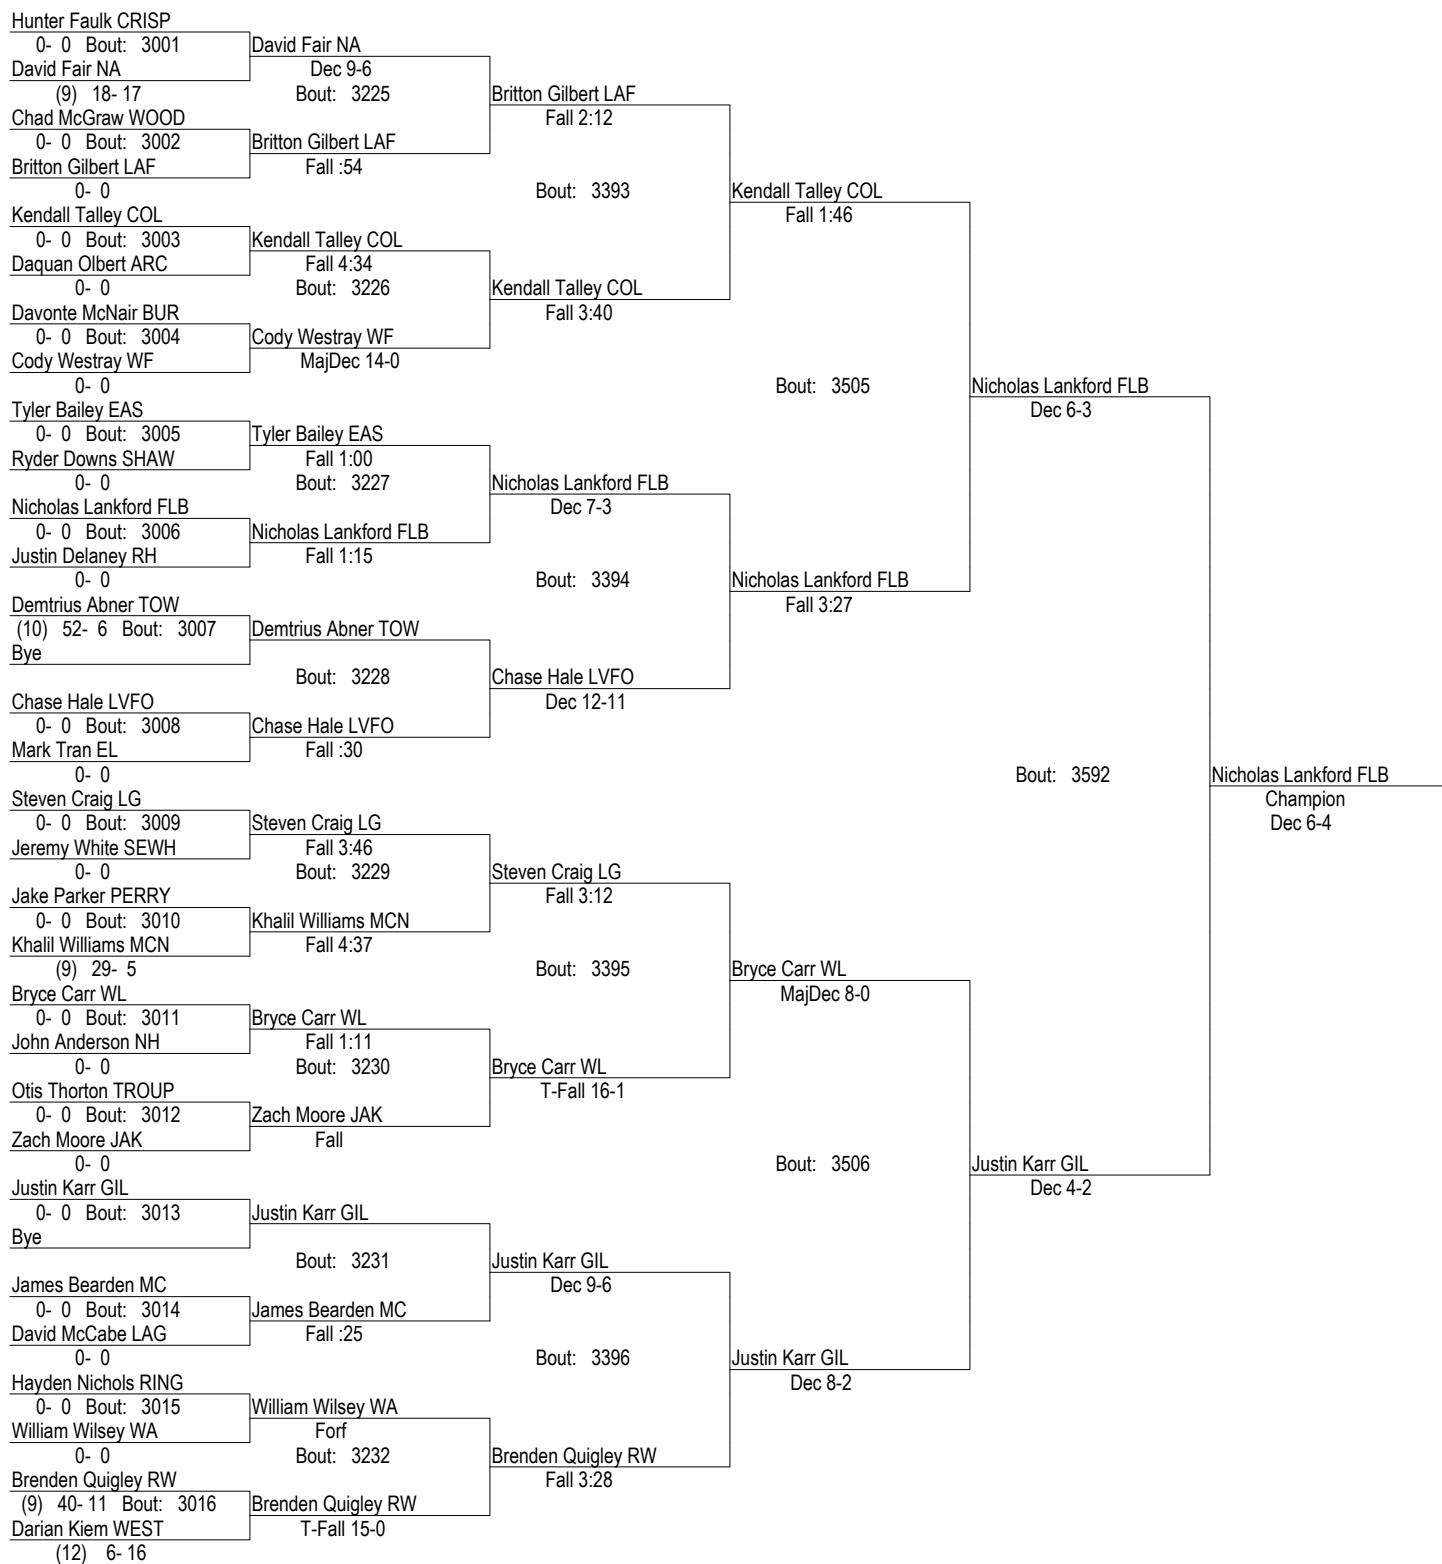 Hunter Faulk CRISP
0- 0 Bout: 3001
David Fair NA
(9) 18- 17
Chad McGraw WOOD
0- 0 Bout: 3002
Britton Gilbert LAF
0- 0
Kendall Talley COL
0- 0 Bout: 3003
Daquan Olbert ARC
0- 0
Davonte McNair BUR
0- 0 Bout: 3004
Cody Westray WF
0- 0
Tyler Bailey EAS
0- 0 Bout: 3005
Ryder Downs SHAW
0- 0
Nicholas Lankford FLB
0- 0 Bout: 3006
Justin Delaney RH
0- 0
Demtrius Abner TOW
(10) 52- 6 Bout: 3007
Bye
Chase Hale LVFO
0- 0 Bout: 3008
Mark Tran EL
0- 0
Steven Craig LG
0- 0 Bout: 3009
Jeremy White SEWH
0- 0
Jake Parker PERRY
0- 0 Bout: 3010
Khalil Williams MCN
(9) 29- 5
Bryce Carr WL
0- 0 Bout: 3011
John Anderson NH
0- 0
Otis Thorton TROUP
0- 0 Bout: 3012
Zach Moore JAK
0- 0
Justin Karr GIL
0- 0 Bout: 3013
Bye
James Bearden MC
0- 0 Bout: 3014
David McCabe LAG
0- 0
Hayden Nichols RING
0- 0 Bout: 3015
William Wilsey WA
0- 0
Brenden Quigley RW
(9) 40- 11 Bout: 3016
Darian Kiem WEST
(12) 6- 16
David Fair NA
Dec 9-6
Bout: 3225
Britton Gilbert LAF
Fall :54
Kendall Talley COL
Fall 4:34
Bout: 3226
Cody Westray WF
MajDec 14-0
Tyler Bailey EAS
Fall 1:00
Bout: 3227
Nicholas Lankford FLB
Fall 1:15
Demtrius Abner TOW
Bout: 3228
Chase Hale LVFO
Fall :30
Steven Craig LG
Fall 3:46
Bout: 3229
Khalil Williams MCN
Fall 4:37
Bryce Carr WL
Fall 1:11
Bout: 3230
Zach Moore JAK
Fall
Justin Karr GIL
Bout: 3231
James Bearden MC
Fall :25
William Wilsey WA
Forf
Bout: 3232
Brenden Quigley RW
T-Fall 15-0
Britton Gilbert LAF
Fall 2:12
Bout: 3393
Kendall Talley COL
Fall 3:40
Nicholas Lankford FLB
Dec 7-3
Bout: 3394
Chase Hale LVFO
Dec 12-11
Steven Craig LG
Fall 3:12
Bout: 3395
Bryce Carr WL
T-Fall 16-1
Justin Karr GIL
Dec 9-6
Bout: 3396
Brenden Quigley RW
Fall 3:28
Kendall Talley COL
Fall 1:46
Bout: 3505
Nicholas Lankford FLB
Fall 3:27
Bryce Carr WL
MajDec 8-0
Bout: 3506
Justin Karr GIL
Dec 8-2
Nicholas Lankford FLB
Dec 6-3
Bout: 3592
Justin Karr GIL
Dec 4-2
Nicholas Lankford FLB
Champion
Dec 6-4